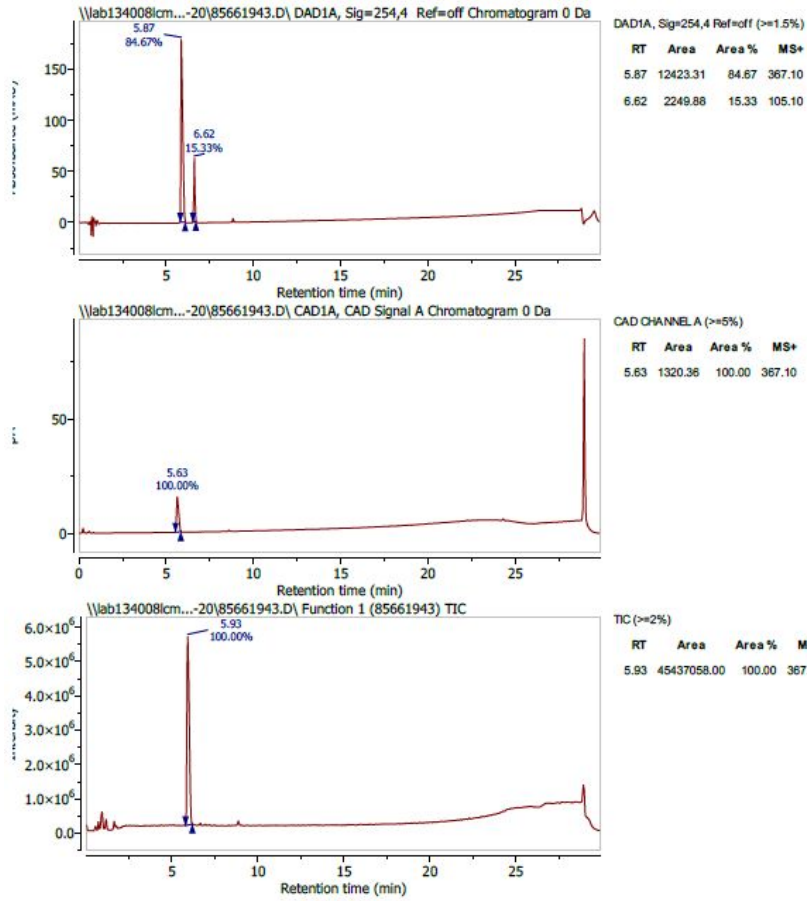 \\lab134008lcm...-20\85661943.D\ DAD1A, Sig=254,4 Ref=off Chromatogram 0 Da
5.87
84.67%
6.62
15.33%
150
100
50
0
5
10
15
20
25
Retention time (min)
DAD1A, Sig=254,4 Ref=off (>=1.5%)
RT Area Area % MS+
5.87 12423.31 84.67 367.10
6.62 2249.88 15.33 105.10
\\lab134008lcm...-20\85661943.D\ CAD1A, CAD Signal A Chromatogram 0 Da
5.63
100.00%
50
0
0
5
10
15
20
25
Retention time (min)
CAD CHANNEL A (>=5%)
RT Area Area % MS+
5.63 1320.36 100.00 367.10
\\lab134008lcm...-20\85661943.D\ Function 1 (85661943) TIC
5.93
100.00%
6.0×10⁶
5.0×10⁶
4.0×10⁶
3.0×10⁶
2.0×10⁶
1.0×10⁶
0.0
5
10
15
20
25
Retention time (min)
TIC (>=2%)
RT Area Area % M
5.93 45437058.00 100.00 367